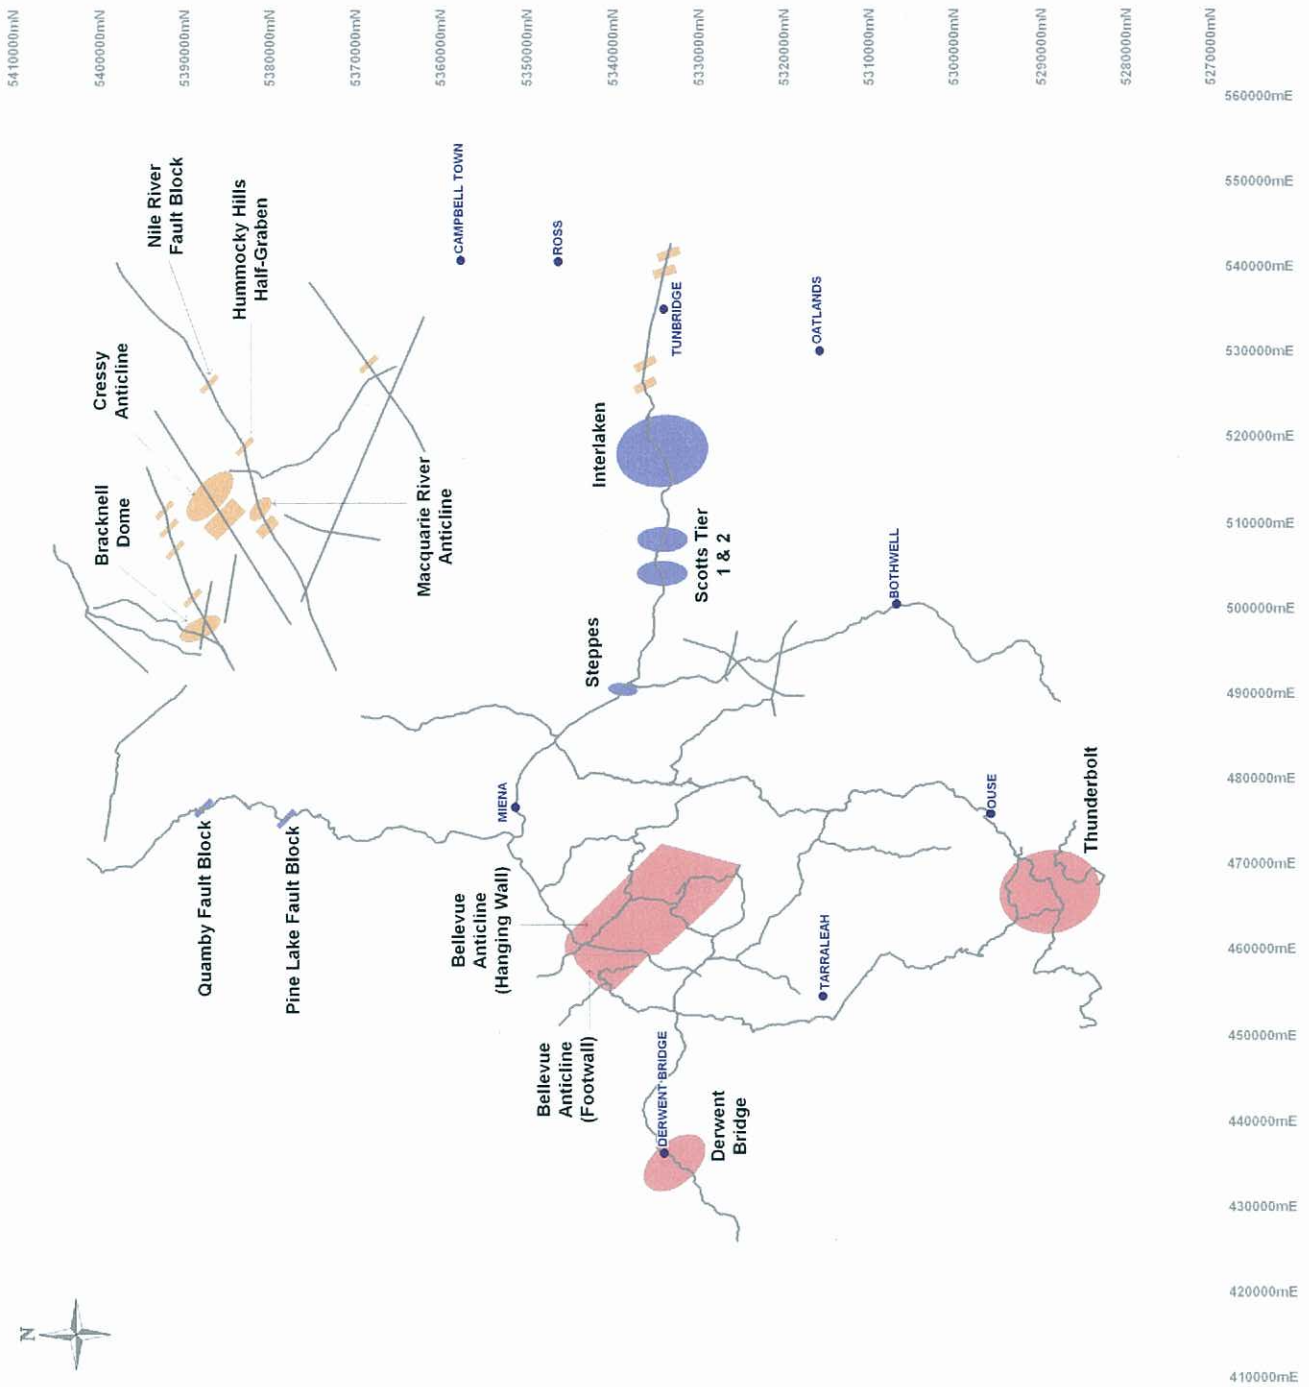 5410000mN
5400000mN
5390000mN
5380000mN
5370000mN
5360000mN
5350000mN
5340000mN
5330000mN
5320000mN
5310000mN
5300000mN
5290000mN
5280000mN
5270000mN
560000mE
550000mE
540000mE
530000mE
520000mE
510000mE
500000mE
490000mE
480000mE
470000mE
460000mE
450000mE
440000mE
430000mE
420000mE
410000mE
Nile River
Fault Block
Hummocky Hills
Half-Graben
Cressy
Anticline
Bracknell
Dome
Macquarie River
Anticline
CAMPBELL TOWN
ROSS
TUNBRIDGE
OATLANDS
Interlaken
Scotts Tier
1 & 2
Steppes
BOTHWELL
MIENA
Quamby Fault Block
Pine Lake Fault Block
Bellevue
Anticline
(Hanging Wall)
Bellevue
Anticline
(Footwall)
OUSE
Thunderbolt
TARRALEAH
DERWENT BRIDGE
Derwent
Bridge
N